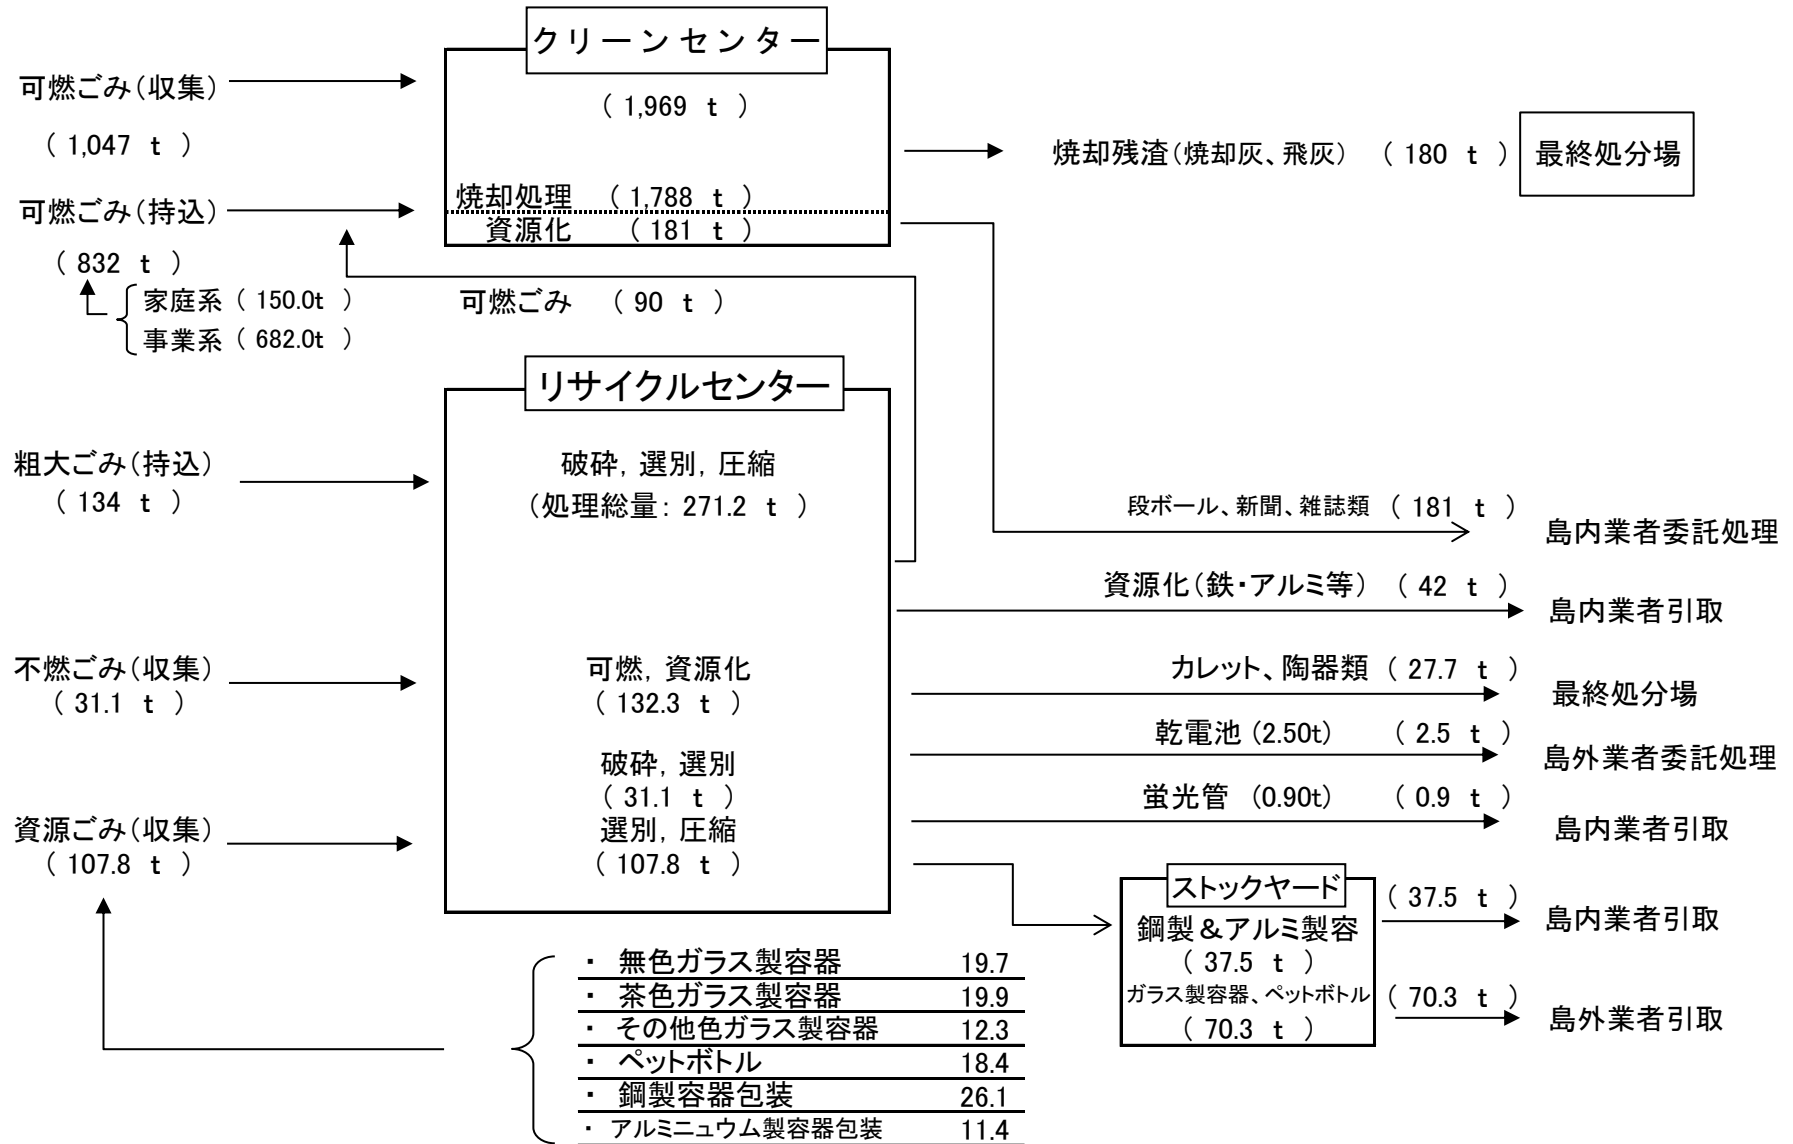 クリーンセンター
可燃ごみ（収集）
（ 1,047 t ）
（ 1,969 t ）
焼却残渣（焼却灰、飛灰） （ 180 t ） 最終処分場
可燃ごみ（持込）
（ 832 t ）
焼却処理 （ 1,788 t ）
資源化 （ 181 t ）
家庭系（ 150.0t ）
事業系（ 682.0t ）
可燃ごみ （ 90 t ）
リサイクルセンター
粗大ごみ（持込）
（ 134 t ）
破砕，選別，圧縮
（処理総量： 271.2 t ）
段ボール、新聞、雑誌類 （ 181 t ）
島内業者委託処理
資源化（鉄・アルミ等） （ 42 t ）
島内業者引取
不燃ごみ（収集）
（ 31.1 t ）
可燃，資源化
（ 132.3 t ）
カレット、陶器類 （ 27.7 t ）
最終処分場
乾電池 （2.50t） （ 2.5 t ）
島外業者委託処理
破砕，選別
（ 31.1 t ）
蛍光管 （0.90t） （ 0.9 t ）
島内業者引取
資源ごみ（収集）
（ 107.8 t ）
選別，圧縮
（ 107.8 t ）
ストックヤード
鋼製＆アルミ製容
（ 37.5 t ）
ガラス製容器、ペットボトル
（ 70.3 t ）
（ 37.5 t ）
島内業者引取
（ 70.3 t ）
島外業者引取
・ 無色ガラス製容器 19.7
・ 茶色ガラス製容器 19.9
・ その他色ガラス製容器 12.3
・ ペットボトル 18.4
・ 鋼製容器包装 26.1
・ アルミニュウム製容器包装 11.4